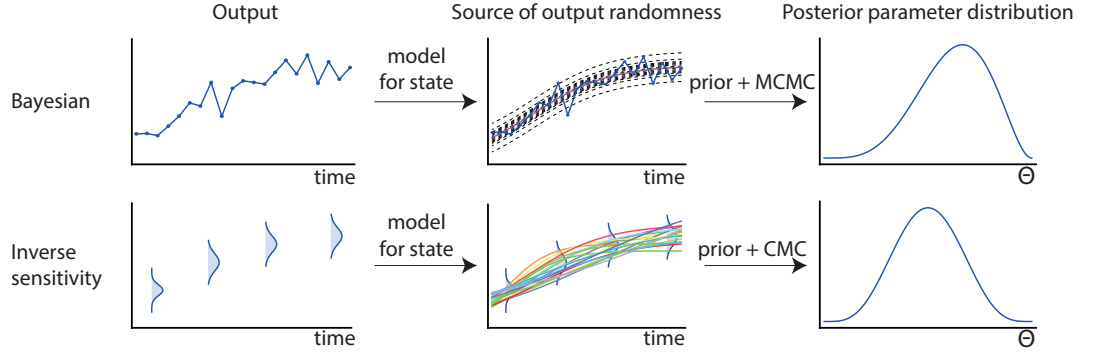 Output
Source of output randomness
Posterior parameter distribution
Bayesian
model
for state
prior + MCMC
time
time
Θ
Inverse
sensitivity
model
for state
prior + CMC
time
time
Θ